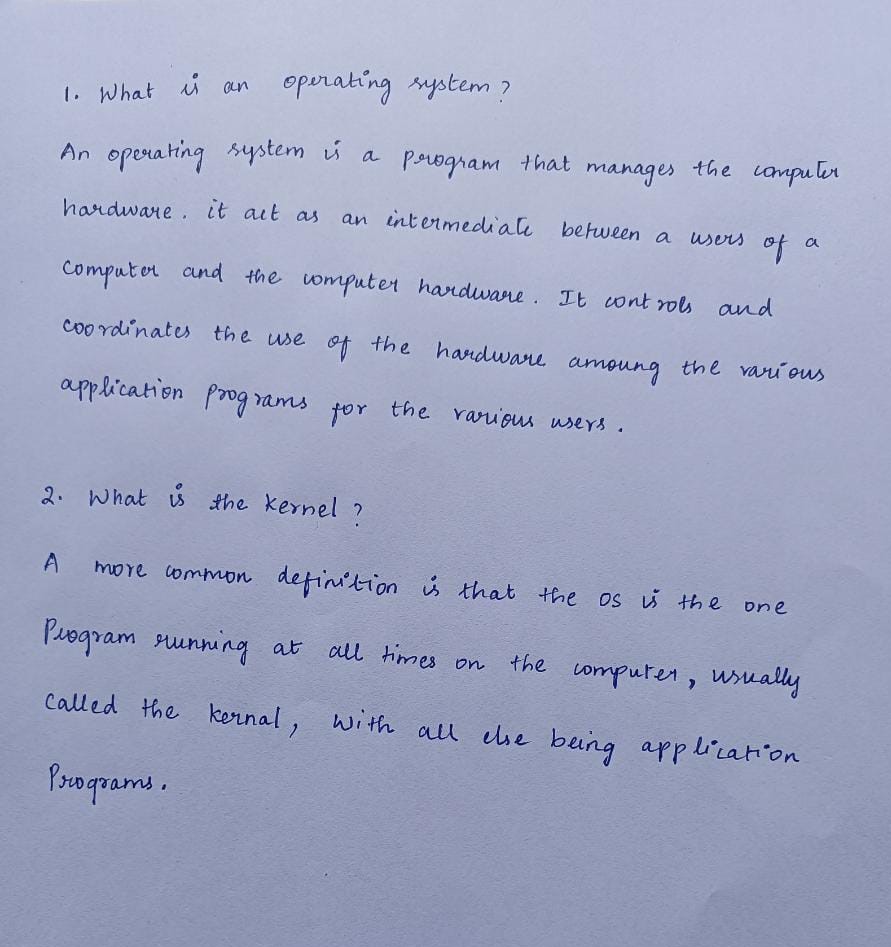 1. What is an operating system?
An operating system is a program that manages the computer
hardware. it act as an intermediate between a users of a
computer and the computer hardware. It controls and
coordinates the use of the hardware amoung the various
application programs for the various users.
2. What is the kernel?
A more common definition is that the os is the one
Program running at all times on the computer, usually
called the kernal, with all else being application
Programs.